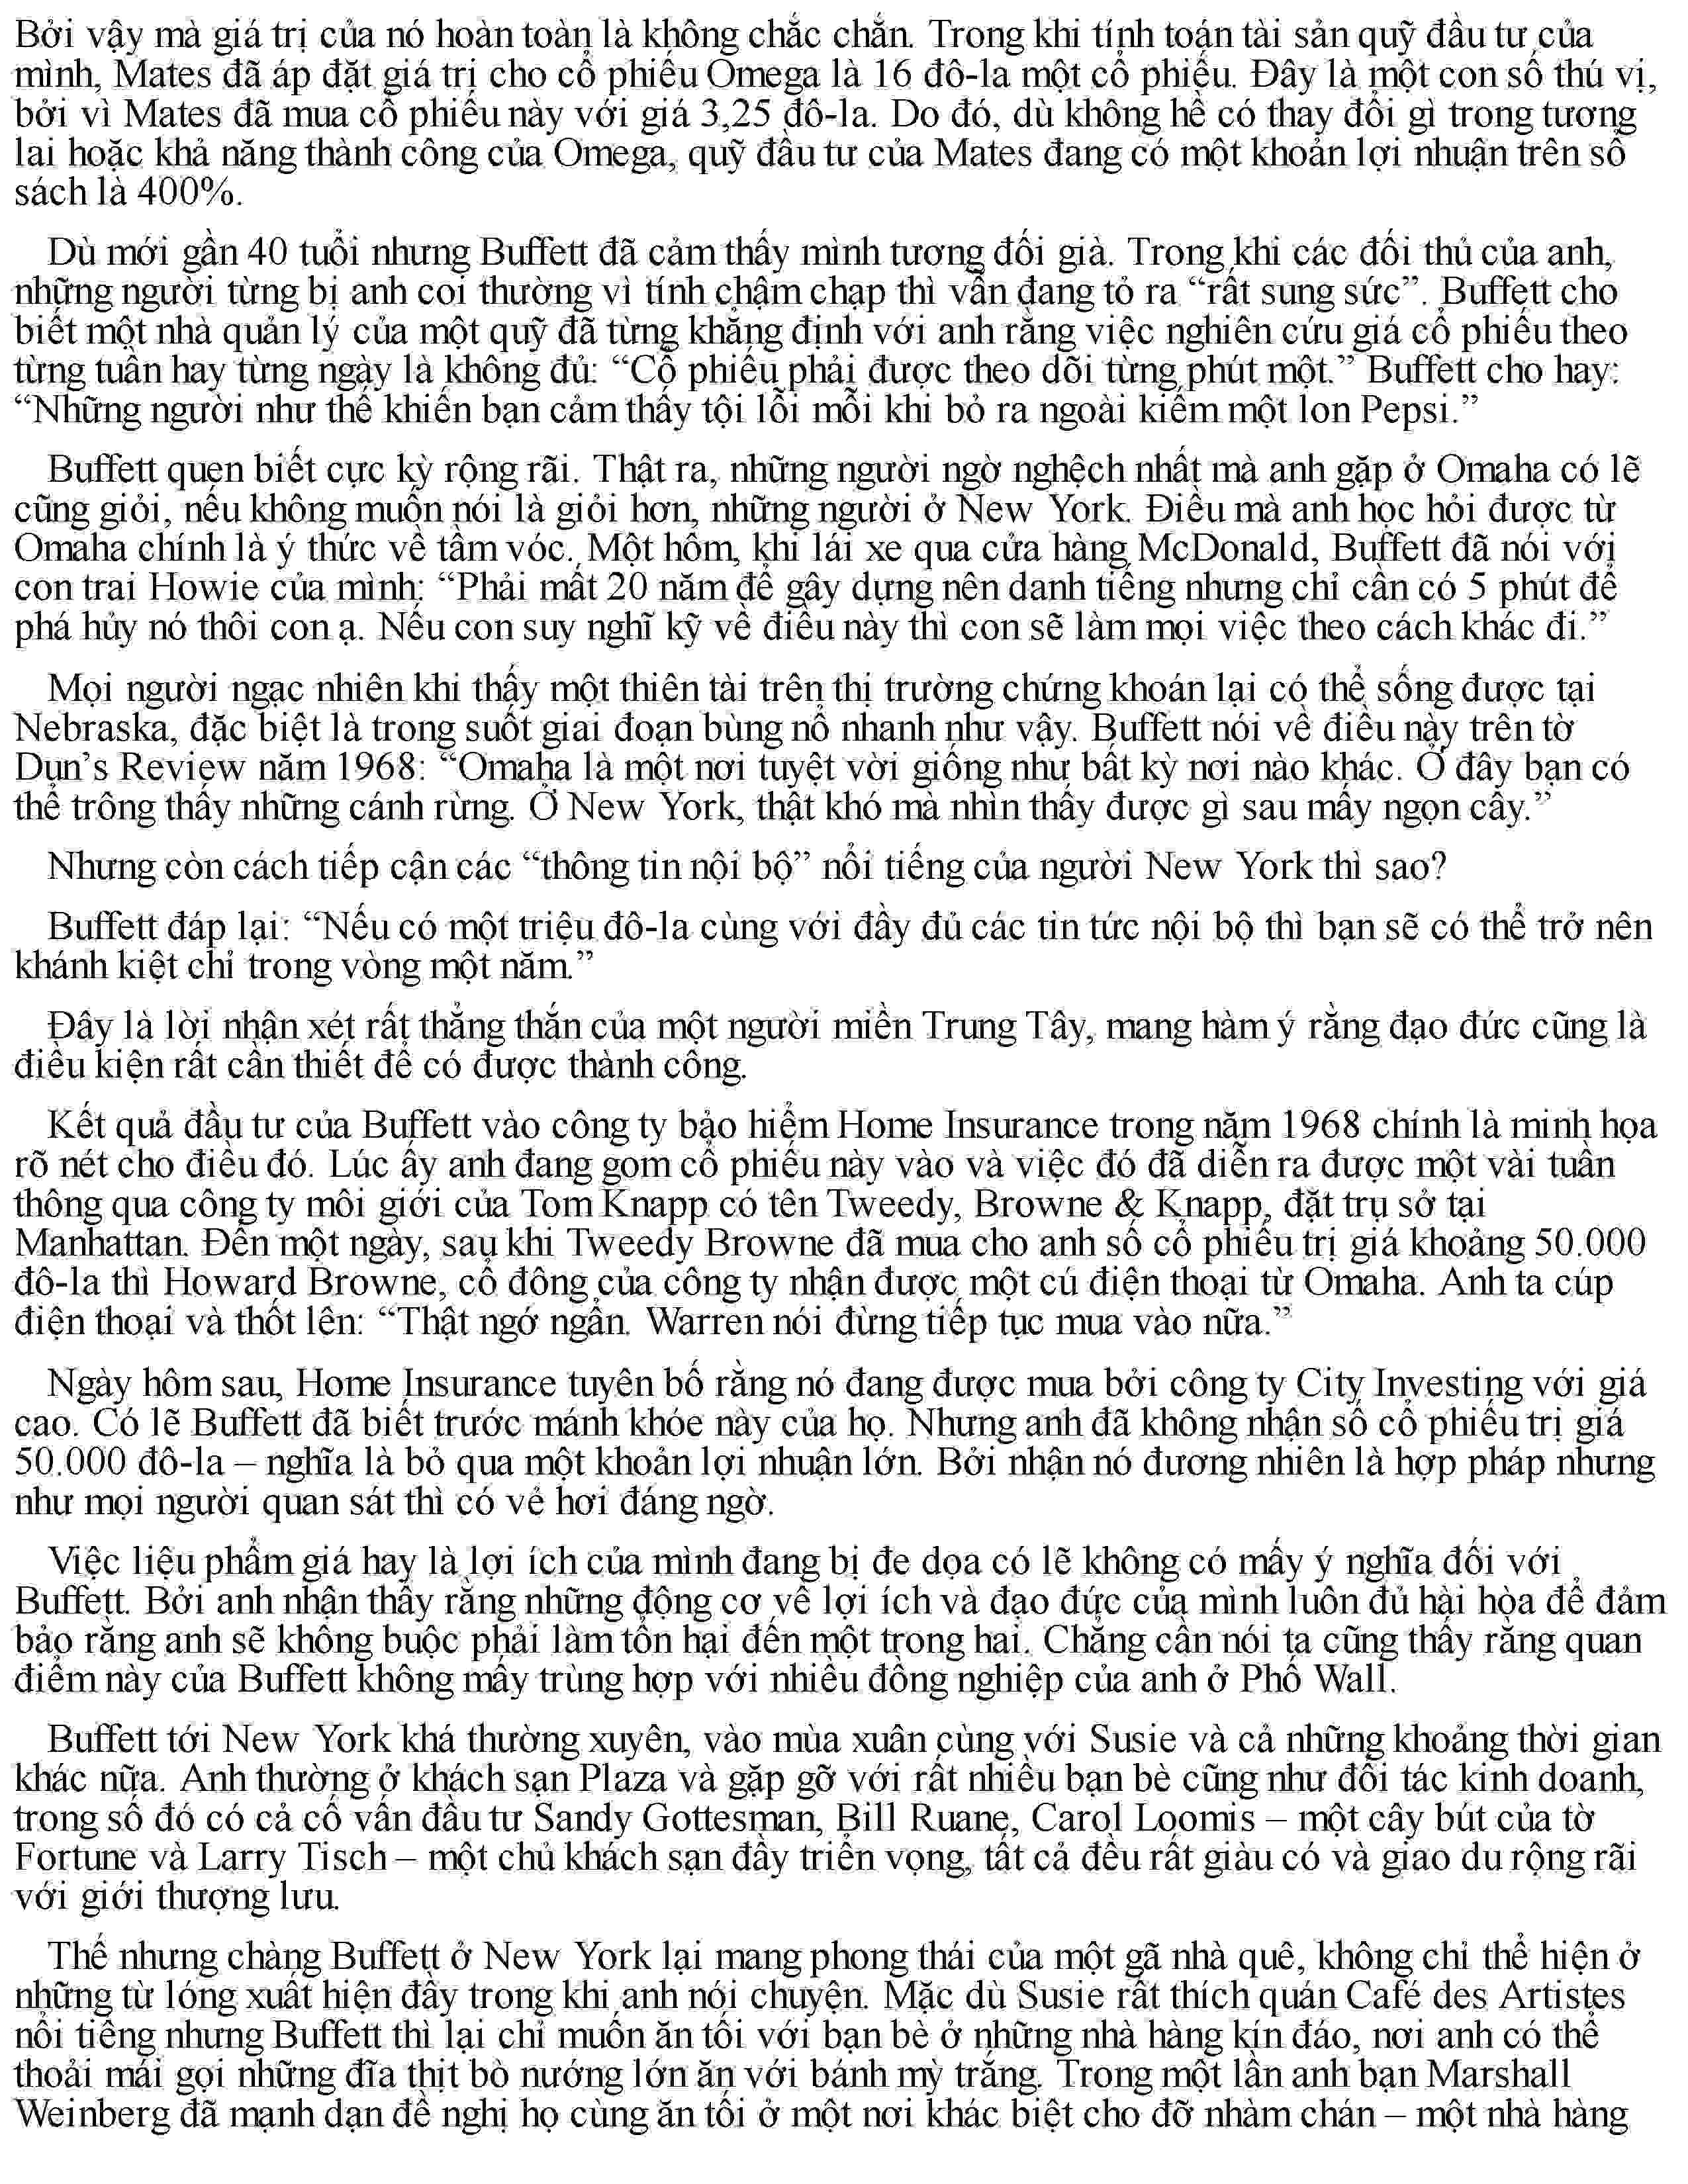 Bởi vậy mà giá trị của nó hoàn toàn là không chắc chắn. Trong khi tính toán tài sản quỹ đầu tư của
mình, Mates đã áp đặt giá trị cho cổ phiếu Omega là 16 đô-la một cổ phiếu. Đây là một con số thú vị,
bởi vì Mates đã mua cổ phiếu này với giá 3,25 đô-la. Do đó, dù không hề có thay đổi gì trong tương
lai hoặc khả năng thành công của Omega, quỹ đầu tư của Mates đang có một khoản lợi nhuận trên sổ
sách là 400%.
Dù mới gần 40 tuổi nhưng Buffett đã cảm thấy mình tương đối già. Trong khi các đối thủ của anh,
những người từng bị anh coi thường vì tính chậm chạp thì vẫn đang tỏ ra “rất sung sức”. Buffett cho
biết một nhà quản lý của một quỹ đã từng khẳng định với anh rằng việc nghiên cứu giá cổ phiếu theo
từng tuần hay từng ngày là không đủ: “Cổ phiếu phải được theo dõi từng phút một.” Buffett cho hay:
“Những người như thế khiến bạn cảm thấy tội lỗi mỗi khi bỏ ra ngoài kiếm một lon Pepsi.”
Buffett quen biết cực kỳ rộng rãi. Thật ra, những người ngờ nghệch nhất mà anh gặp ở Omaha có lẽ
cũng giỏi, nếu không muốn nói là giỏi hơn, những người ở New York. Điều mà anh học hỏi được từ
Omaha chính là ý thức về tầm vóc. Một hôm, khi lái xe qua cửa hàng McDonald, Buffett đã nói với
con trai Howie của mình: “Phải mất 20 năm để gây dựng nên danh tiếng nhưng chỉ cần có 5 phút để
phá hủy nó thôi con ạ. Nếu con suy nghĩ kỹ về điều này thì con sẽ làm mọi việc theo cách khác đi.”
Mọi người ngạc nhiên khi thấy một thiên tài trên thị trường chứng khoán lại có thể sống được tại
Nebraska, đặc biệt là trong suốt giai đoạn bùng nổ nhanh như vậy. Buffett nói về điều này trên tờ
Dun’s Review năm 1968: “Omaha là một nơi tuyệt vời giống như bất kỳ nơi nào khác. Ở đây bạn có
thể trông thấy những cánh rừng. Ở New York, thật khó mà nhìn thấy được gì sau mấy ngọn cây.”
Nhưng còn cách tiếp cận các “thông tin nội bộ” nổi tiếng của người New York thì sao?
Buffett đáp lại: “Nếu có một triệu đô-la cùng với đầy đủ các tin tức nội bộ thì bạn sẽ có thể trở nên
khánh kiệt chỉ trong vòng một năm.”
Đây là lời nhận xét rất thẳng thắn của một người miền Trung Tây, mang hàm ý rằng đạo đức cũng là
điều kiện rất cần thiết để có được thành công.
Kết quả đầu tư của Buffett vào công ty bảo hiểm Home Insurance trong năm 1968 chính là minh họa
rõ nét cho điều đó. Lúc ấy anh đang gom cổ phiếu này vào và việc đó đã diễn ra được một vài tuần
thông qua công ty môi giới của Tom Knapp có tên Tweedy, Browne & Knapp, đặt trụ sở tại
Manhattan. Đến một ngày, sau khi Tweedy Browne đã mua cho anh số cổ phiếu trị giá khoảng 50.000
đô-la thì Howard Browne, cổ đông của công ty nhận được một cú điện thoại từ Omaha. Anh ta cúp
điện thoại và thốt lên: “Thật ngớ ngẩn. Warren nói đừng tiếp tục mua vào nữa.”
Ngày hôm sau, Home Insurance tuyên bố rằng nó đang được mua bởi công ty City Investing với giá
cao. Có lẽ Buffett đã biết trước mánh khóe này của họ. Nhưng anh đã không nhận số cổ phiếu trị giá
50.000 đô-la – nghĩa là bỏ qua một khoản lợi nhuận lớn. Bởi nhận nó đương nhiên là hợp pháp nhưng
như mọi người quan sát thì có vẻ hơi đáng ngờ.
Việc liệu phẩm giá hay là lợi ích của mình đang bị đe dọa có lẽ không có mấy ý nghĩa đối với
Buffett. Bởi anh nhận thấy rằng những động cơ về lợi ích và đạo đức của mình luôn đủ hài hòa để đảm
bảo rằng anh sẽ không buộc phải làm tổn hại đến một trong hai. Chẳng cần nói ta cũng thấy rằng quan
điểm này của Buffett không mấy trùng hợp với nhiều đồng nghiệp của anh ở Phố Wall.
Buffett tới New York khá thường xuyên, vào mùa xuân cùng với Susie và cả những khoảng thời gian
khác nữa. Anh thường ở khách sạn Plaza và gặp gỡ với rất nhiều bạn bè cũng như đối tác kinh doanh,
trong số đó có cả cố vấn đầu tư Sandy Gottesman, Bill Ruane, Carol Loomis – một cây bút của tờ
Fortune và Larry Tisch – một chủ khách sạn đầy triển vọng, tất cả đều rất giàu có và giao du rộng rãi
với giới thượng lưu.
Thế nhưng chàng Buffett ở New York lại mang phong thái của một gã nhà quê, không chỉ thể hiện ở
những từ lóng xuất hiện đầy trong khi anh nói chuyện. Mặc dù Susie rất thích quán Café des Artistes
nổi tiếng nhưng Buffett thì lại chỉ muốn ăn tối với bạn bè ở những nhà hàng kín đáo, nơi anh có thể
thoải mái gọi những đĩa thịt bò nướng lớn ăn với bánh mỳ trắng. Trong một lần anh bạn Marshall
Weinberg đã mạnh dạn đề nghị họ cùng ăn tối ở một nơi khác biệt cho đỡ nhàm chán – một nhà hàng